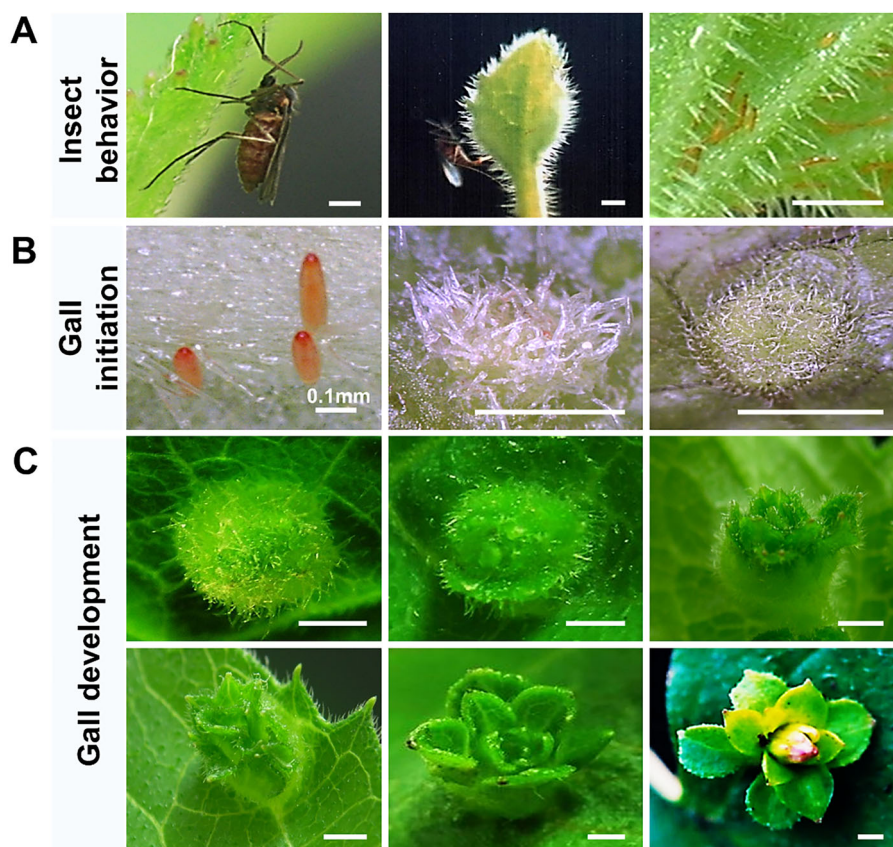 A
Insect
behavior
B
Gall
initiation
0.1mm
C
Gall development